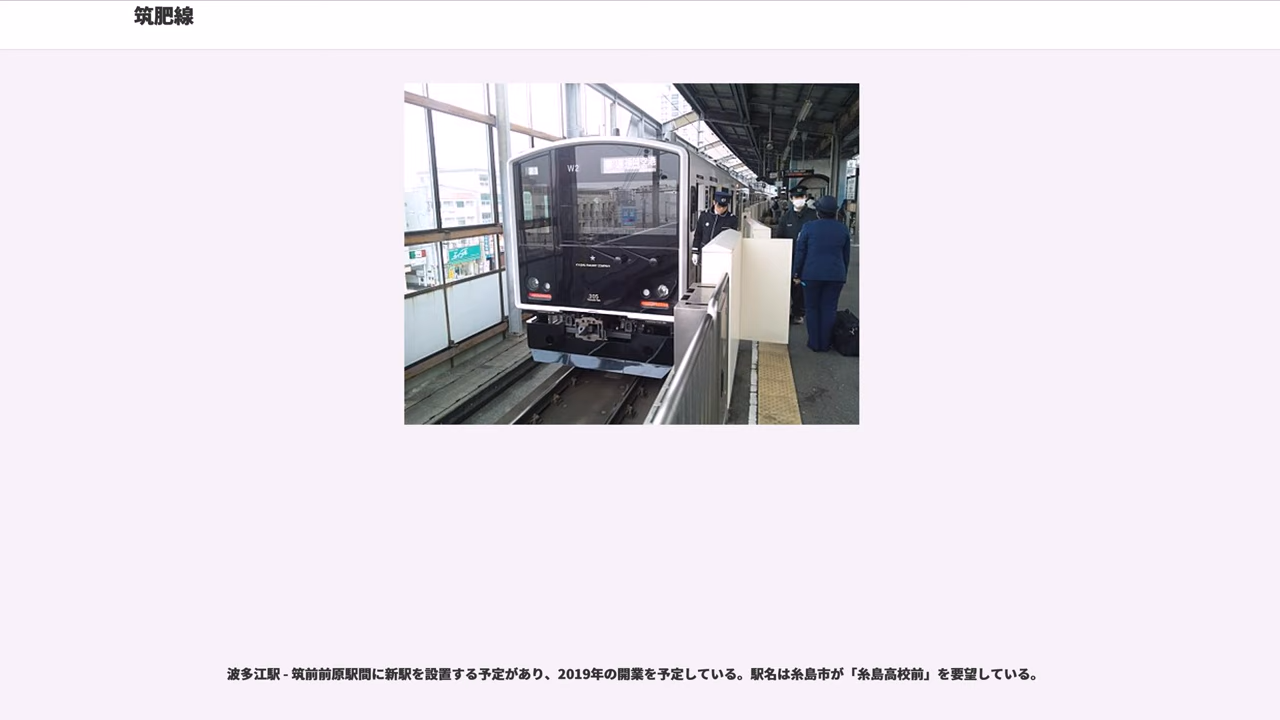 筑肥線
W2
305
波多江駅 - 筑前前原駅間に新駅を設置する予定があり、2019年の開業を予定している。駅名は糸島市が「糸島高校前」を要望している。